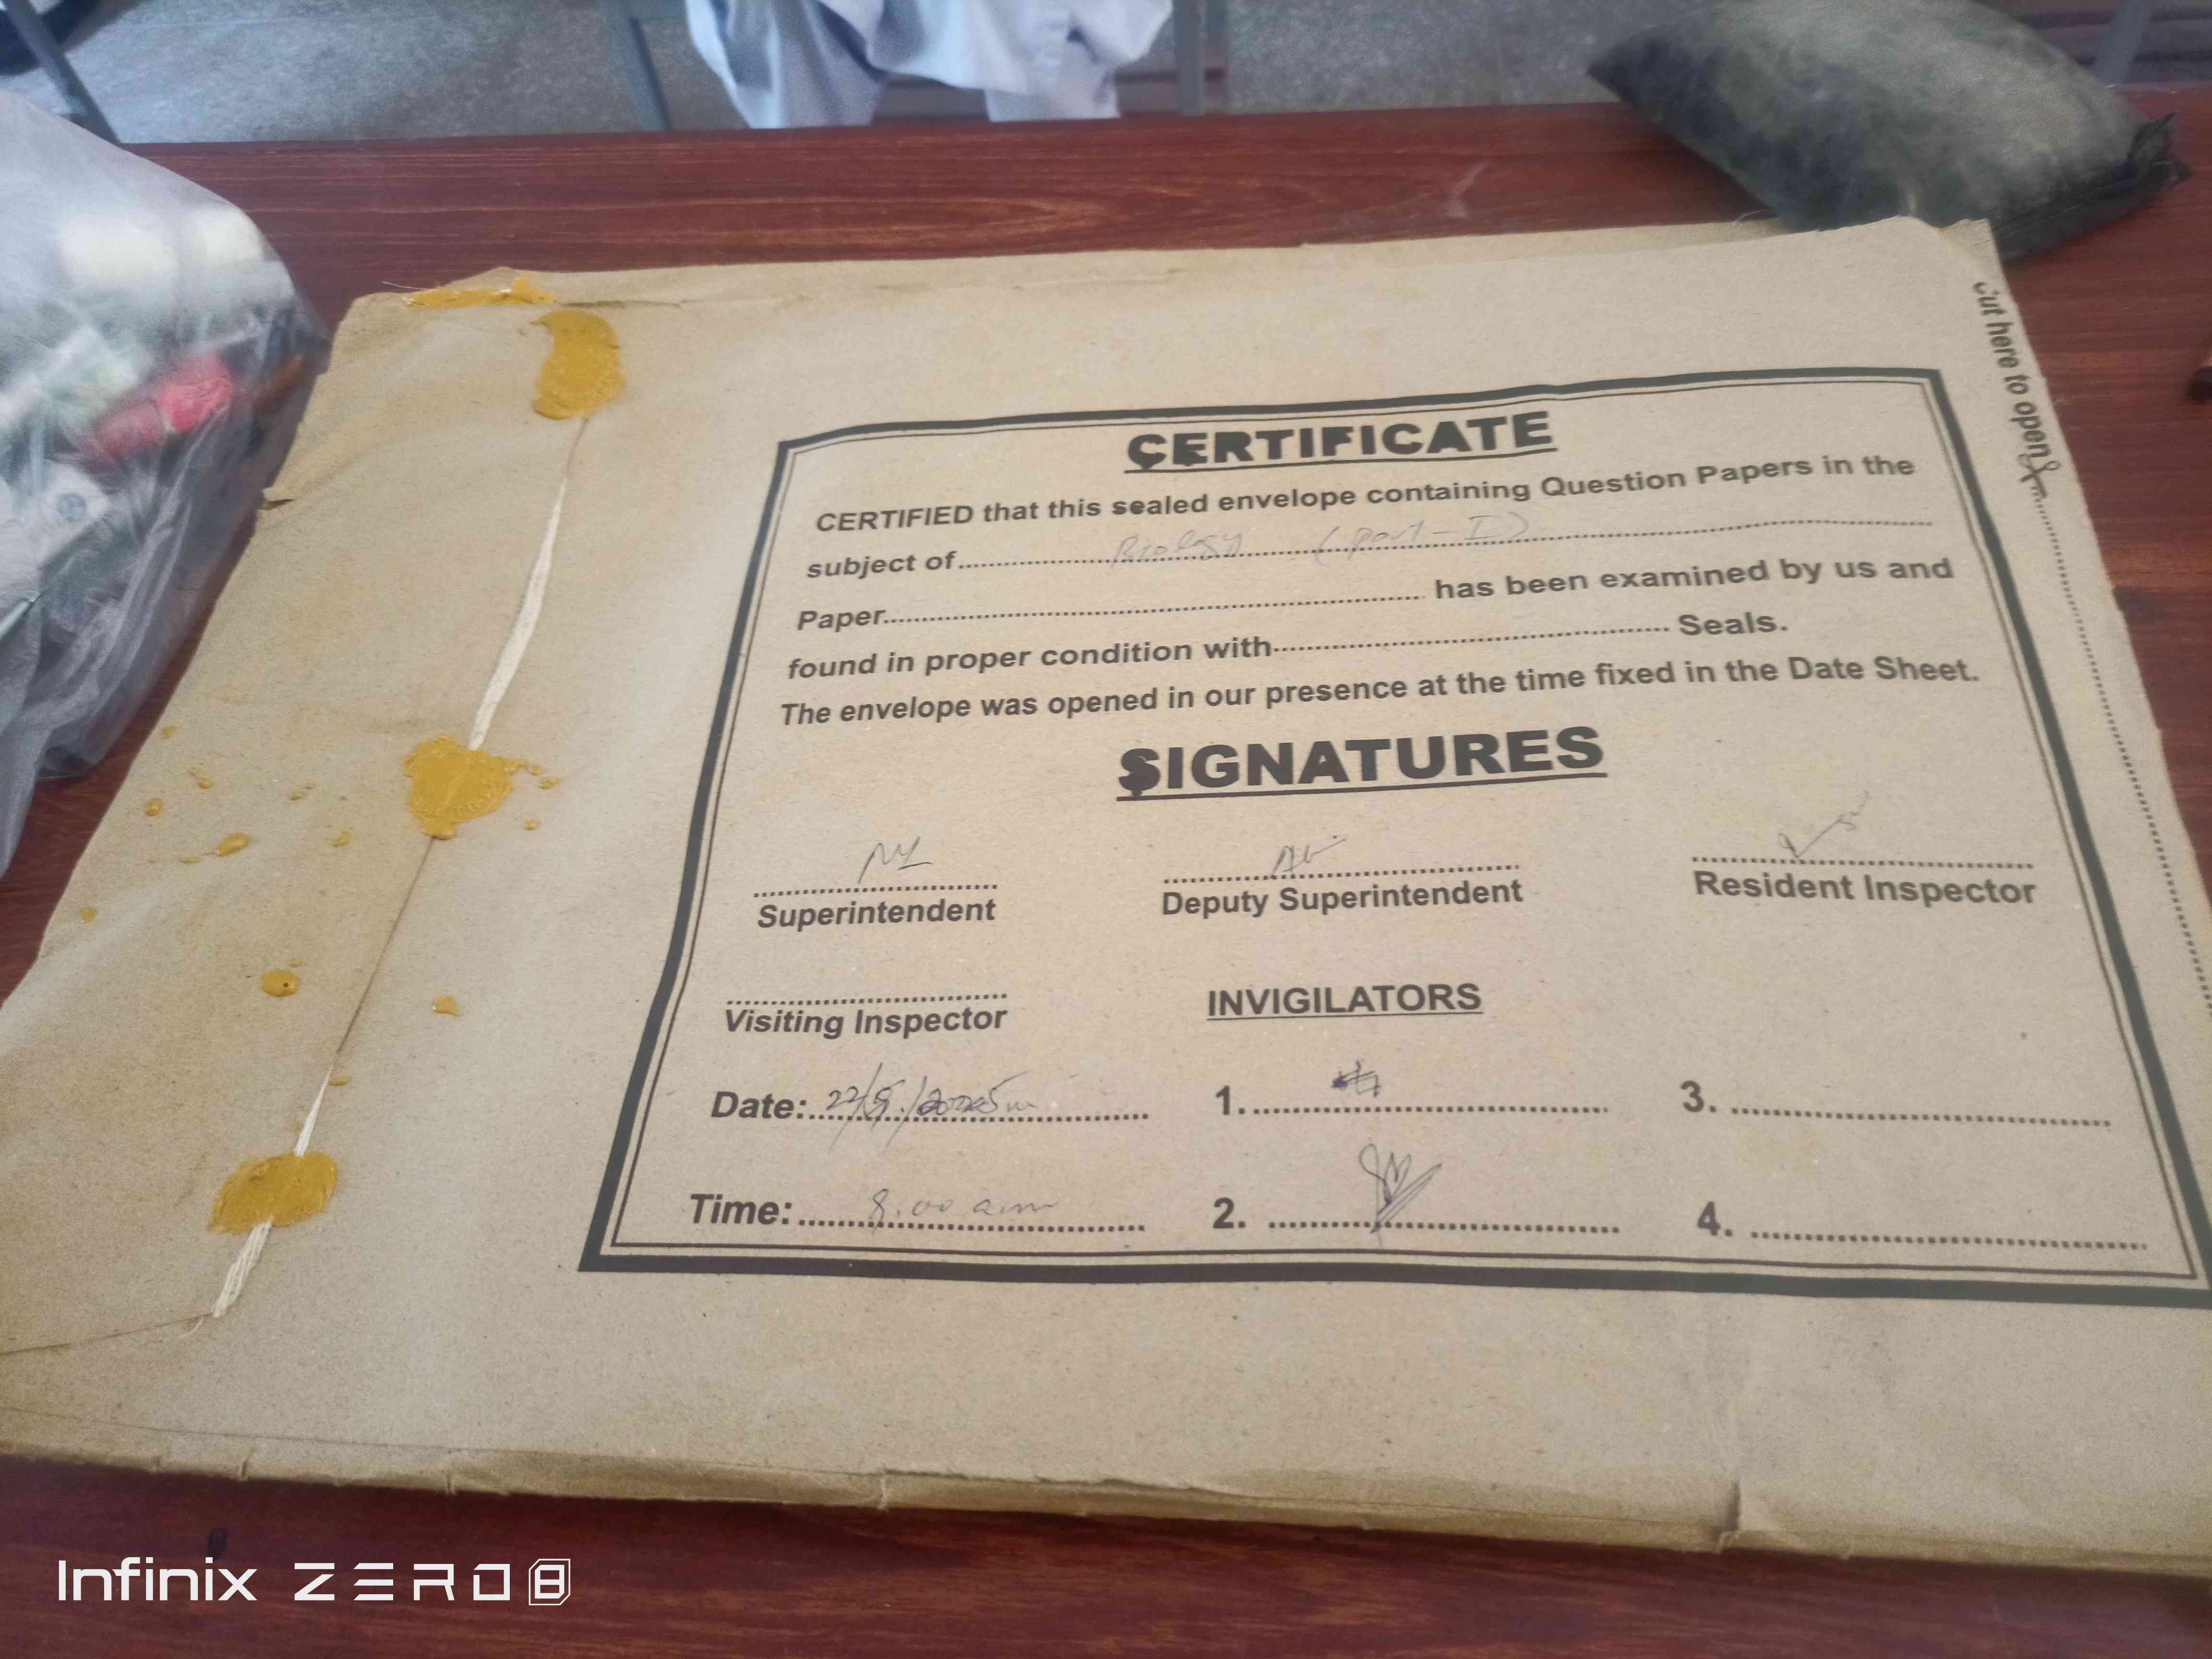 Cut here to open
CERTIFICATE
CERTIFIED that this sealed envelope containing Question Papers in the
subject of Biology (Part-I)
Paper has been examined by us and
found in proper condition with Seals.
The envelope was opened in our presence at the time fixed in the Date Sheet.
SIGNATURES
Superintendent Deputy Superintendent Resident Inspector
Visiting Inspector INVIGILATORS
Date: 22/5/2025 1. 3.
Time: 8.00 a.m 2. 4.
Infinix ZERO 8